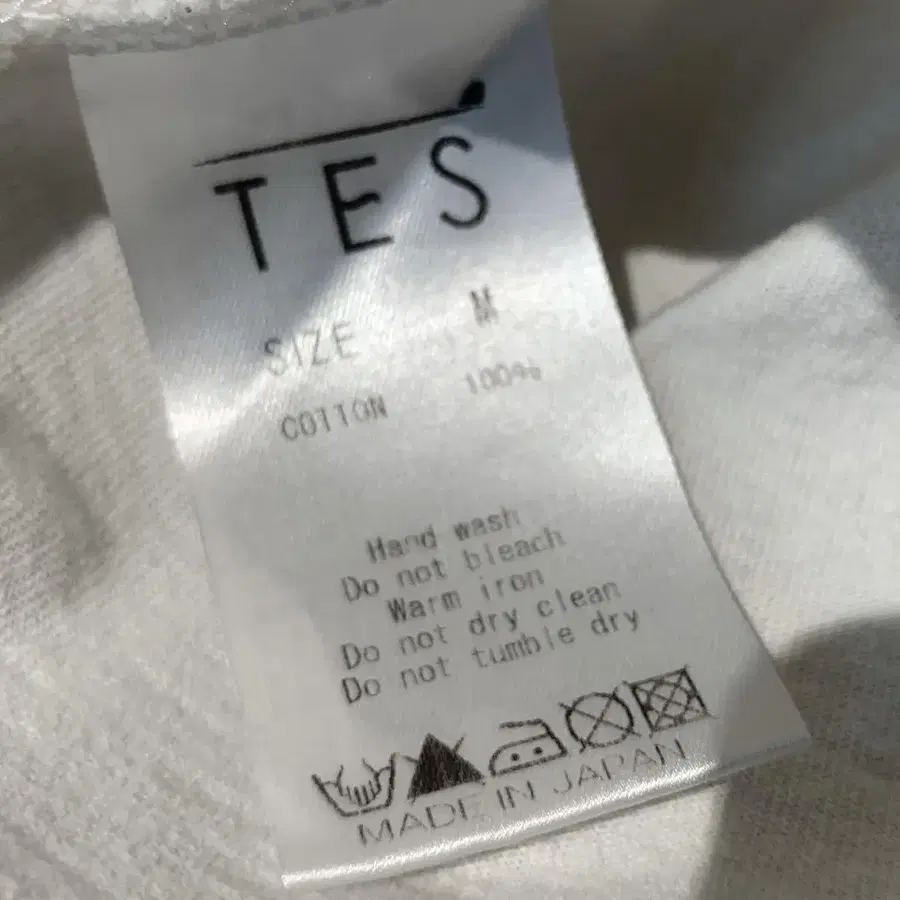 TES
SIZE M
COTTON 100%
Hand wash
Do not bleach
Warm iron
Do not dry clean
Do not tumble dry
MADE IN JAPAN